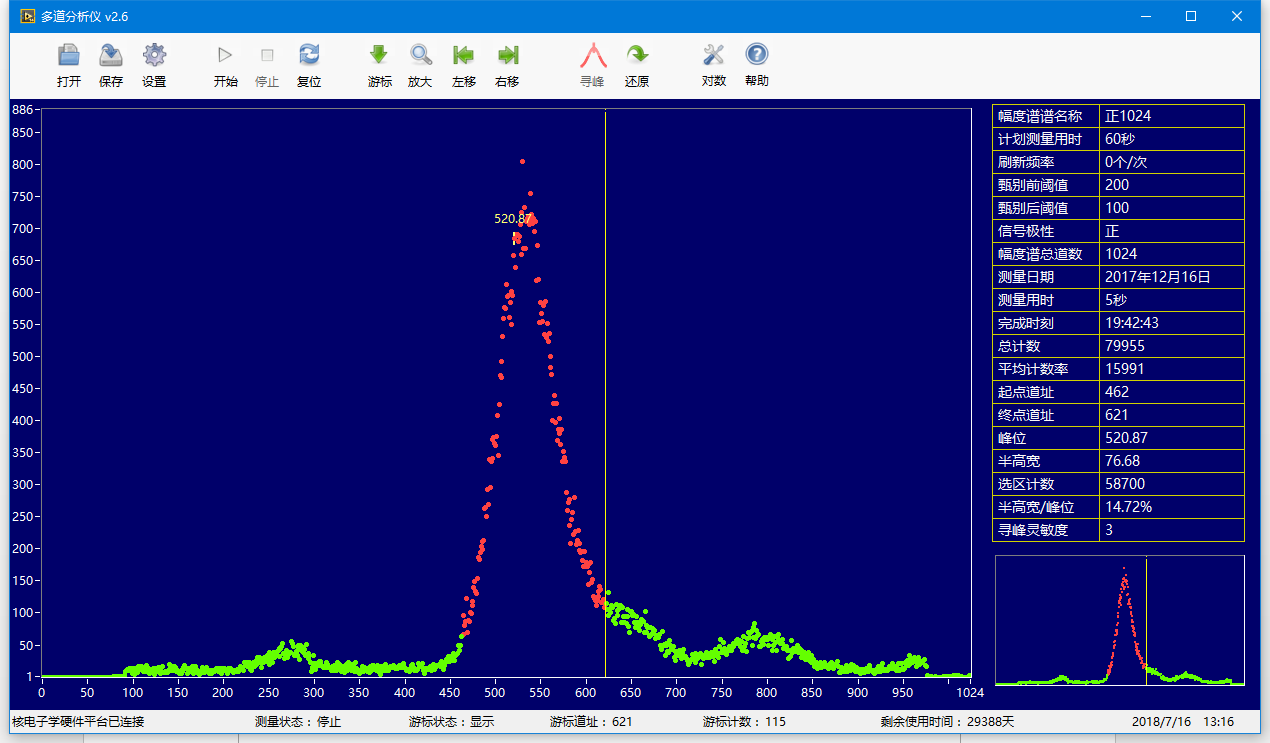 多道分析仪 v2.6
打开 保存 设置 开始 停止 复位 游标 放大 左移 右移 寻峰 还原 对数 帮助
886
850
800
750
700
650
600
550
500
450
400
350
300
250
200
150
100
50
1
520.87
0 50 100 150 200 250 300 350 400 450 500 550 600 650 700 750 800 850 900 950 1024
幅度谱谱名称 正1024
计划测量用时 60秒
刷新频率 0个/次
甄别前阈值 200
甄别后阈值 100
信号极性 正
幅度谱总道数 1024
测量日期 2017年12月16日
测量用时 5秒
完成时刻 19:42:43
总计数 79955
平均计数率 15991
起点道址 462
终点道址 621
峰位 520.87
半高宽 76.68
选区计数 58700
半高宽/峰位 14.72%
寻峰灵敏度 3
核电子学硬件平台已连接 测量状态：停止 游标状态：显示 游标道址：621 游标计数：115 剩余使用时间：29388天 2018/7/16 13:16